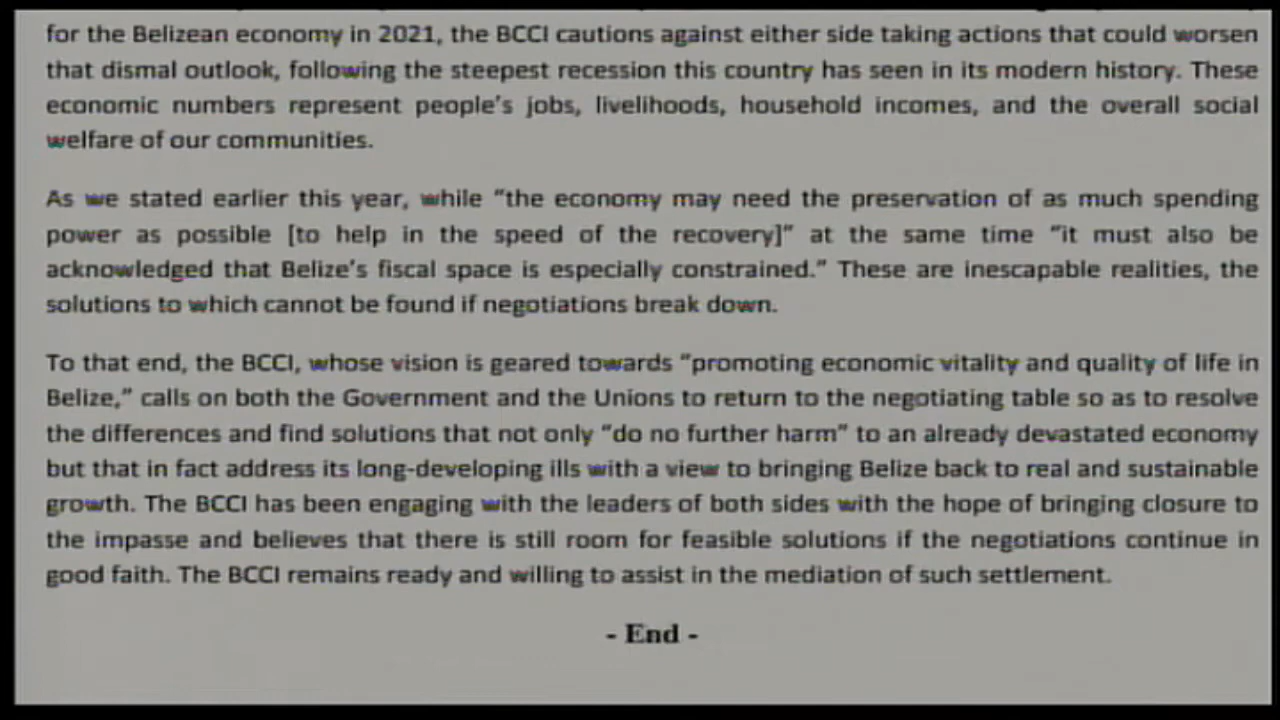 for the Belizean economy in 2021, the BCCI cautions against either side taking actions that could worsen
that dismal outlook, following the steepest recession this country has seen in its modern history. These
economic numbers represent people's jobs, livelihoods, household incomes, and the overall social
welfare of our communities.
As we stated earlier this year, while “the economy may need the preservation of as much spending
power as possible [to help in the speed of the recovery]” at the same time “it must also be
acknowledged that Belize's fiscal space is especially constrained.” These are inescapable realities, the
solutions to which cannot be found if negotiations break down.
To that end, the BCCI, whose vision is geared towards “promoting economic vitality and quality of life in
Belize,” calls on both the Government and the Unions to return to the negotiating table so as to resolve
the differences and find solutions that not only “do no further harm” to an already devastated economy
but that in fact address its long-developing ills with a view to bringing Belize back to real and sustainable
growth. The BCCI has been engaging with the leaders of both sides with the hope of bringing closure to
the impasse and believes that there is still room for feasible solutions if the negotiations continue in
good faith. The BCCI remains ready and willing to assist in the mediation of such settlement.
- End -